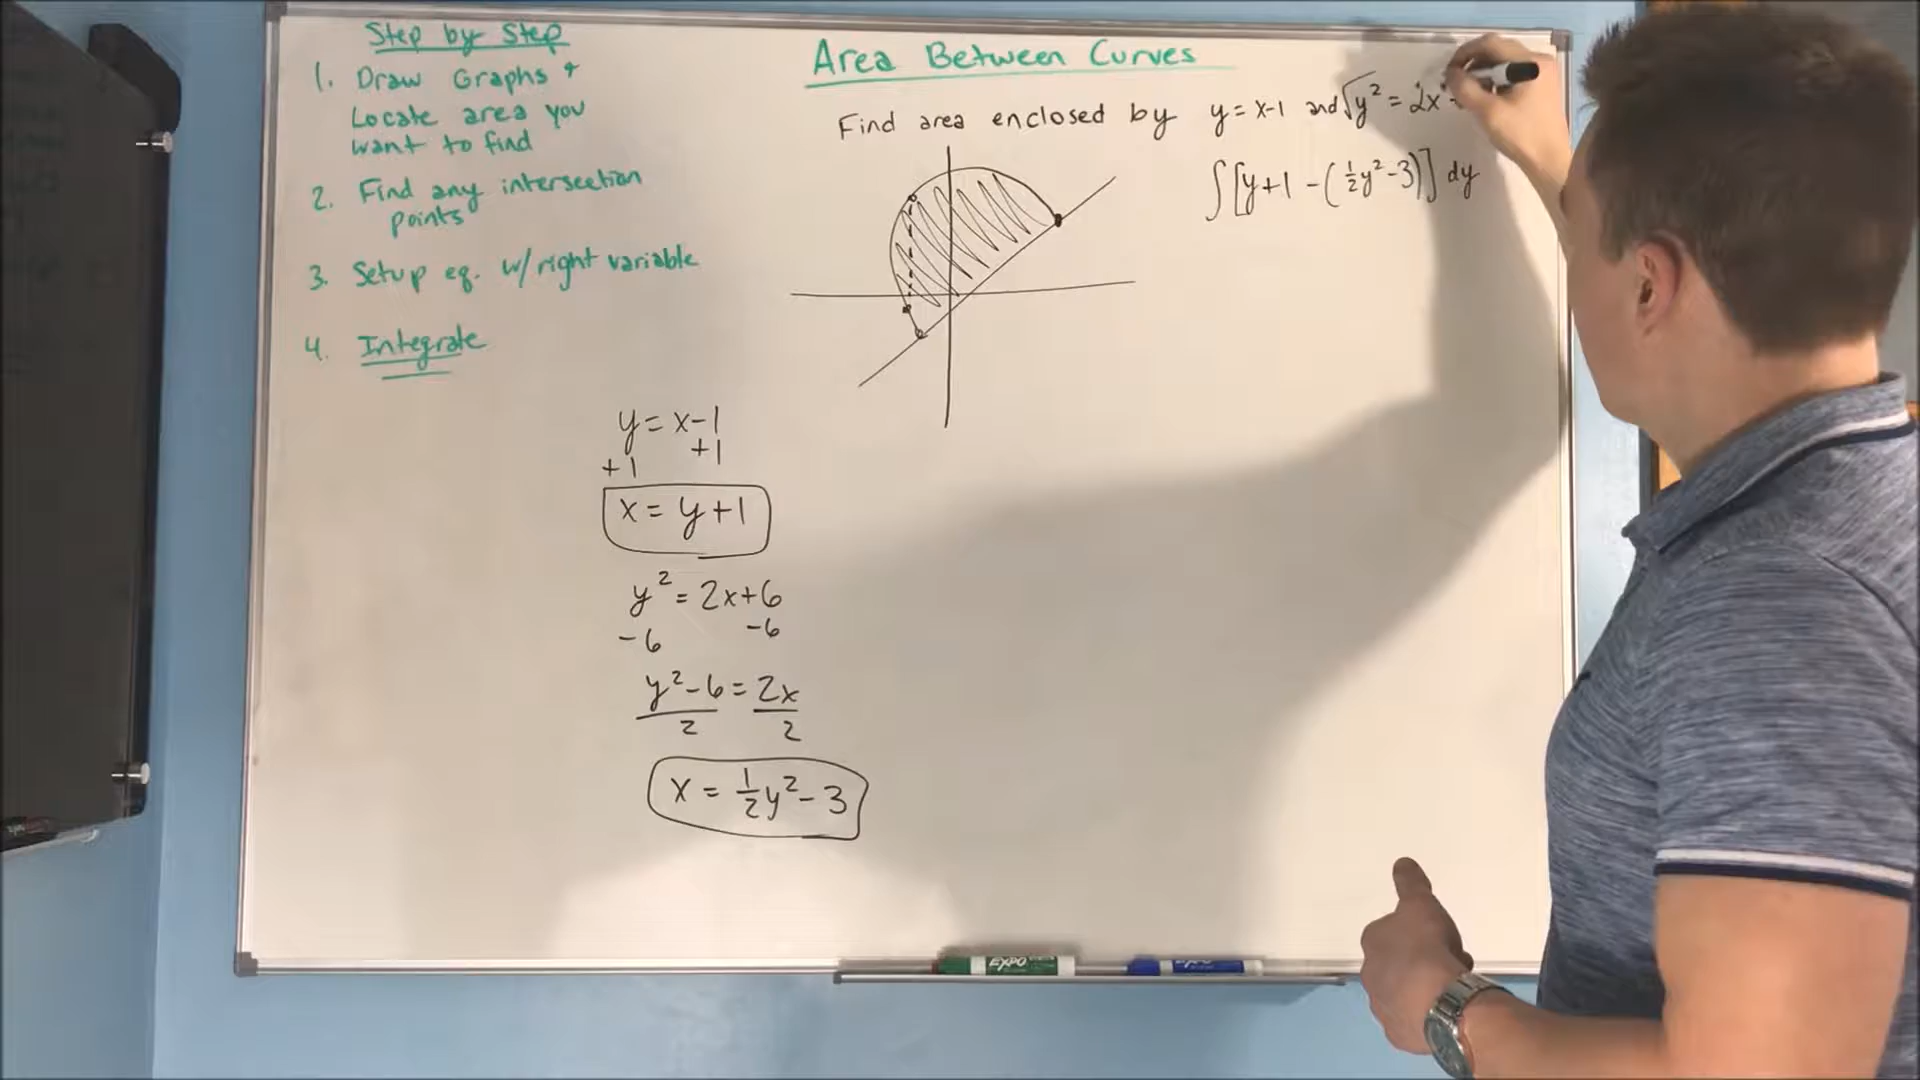 Step by Step
1. Draw Graphs &
Locate area you
want to find
2. Find any intersection
points
3. Setup eq. w/ right variable
4. Integrate
Area Between Curves
Find area enclosed by y = x-1 and √y² = 2x
∫[y+1 - (½y²-3)] dy
y = x-1
+1 +1
x = y+1
y² = 2x+6
-6 -6
y²-6 = 2x
2 2
x = ½y² - 3
EXPO
EXPO